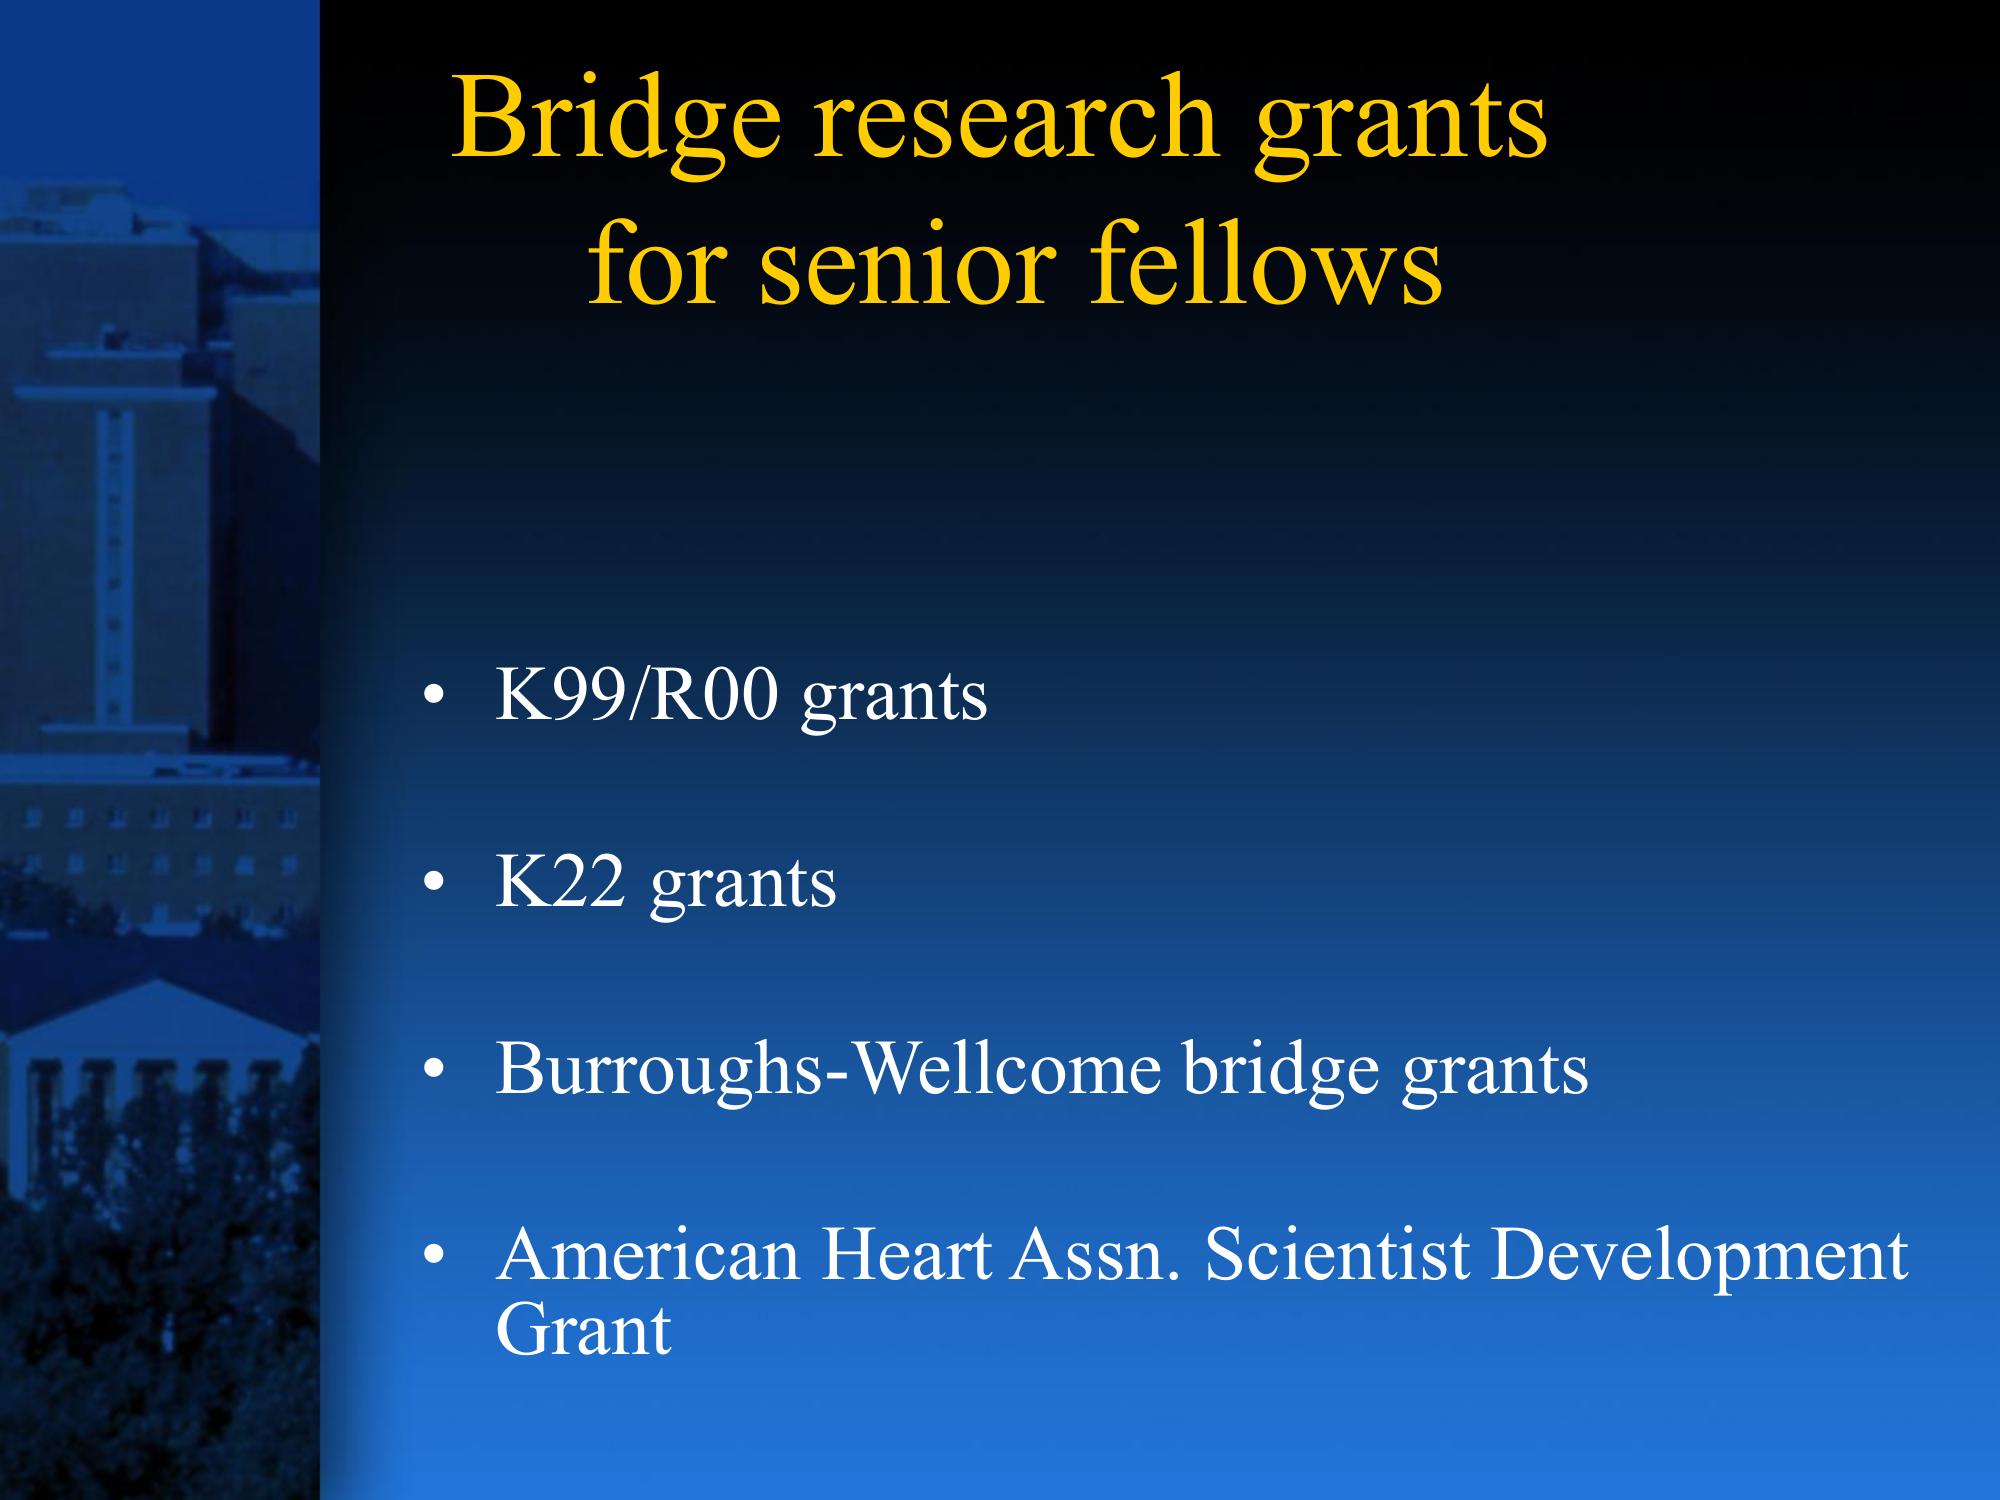 Bridge research grants
for senior fellows
• K99/R00 grants
• K22 grants
• Burroughs-Wellcome bridge grants
• American Heart Assn. Scientist Development
Grant